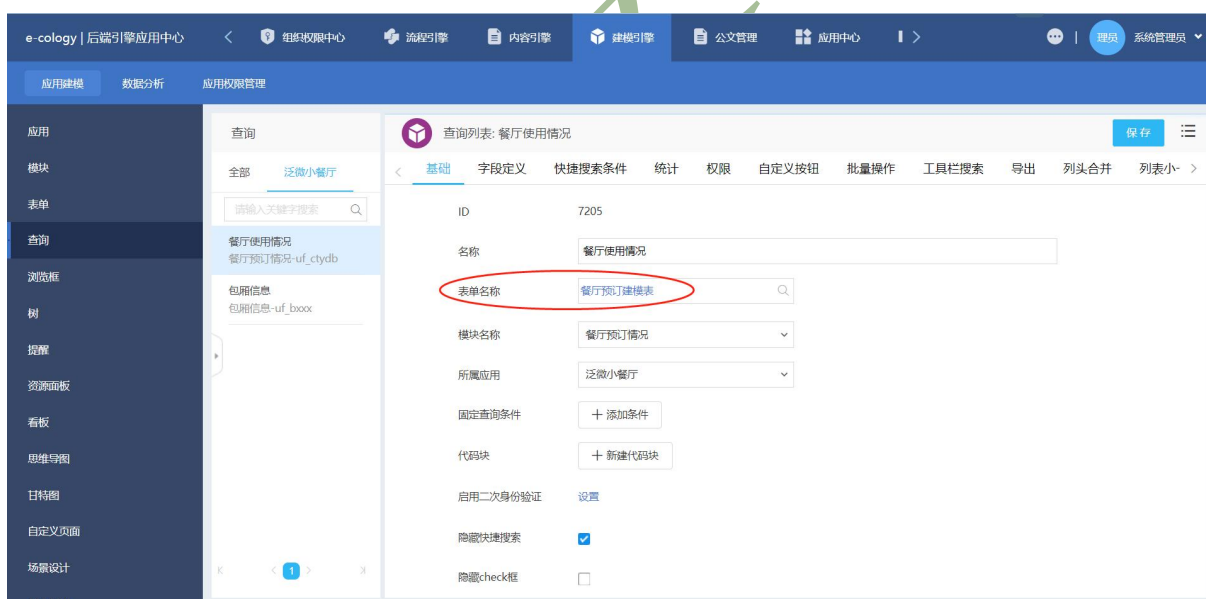 e-cology | 后端引擎应用中心 组织权限中心 流程引擎 内容引擎 建模引擎 公文管理 应用中心 理员 系统管理员
应用建模 数据分析 应用权限管理
应用
模块
表单
查询
浏览框
树
提醒
资源面板
看板
思维导图
甘特图
自定义页面
场景设计
查询
全部 泛微小餐厅
请输入关键字搜索
餐厅使用情况
餐厅预订情况-uf_ctydb
包厢信息
包厢信息-uf_bxxx
1
查询列表: 餐厅使用情况 保存
基础 字段定义 快捷搜索条件 统计 权限 自定义按钮 批量操作 工具栏搜索 导出 列头合并 列表小-
ID 7205
名称 餐厅使用情况
表单名称 餐厅预订建模表
模块名称 餐厅预订情况
所属应用 泛微小餐厅
固定查询条件 添加条件
代码块 新建代码块
启用二次身份验证 设置
隐藏快捷搜索
隐藏check框